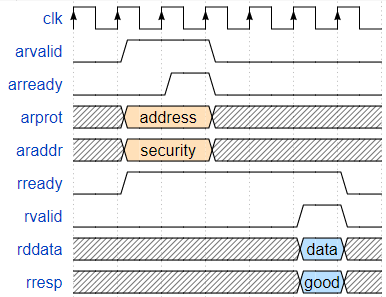 clk
arvalid
arready
arprot address
araddr security
rready
rvalid
rddata data
rresp good